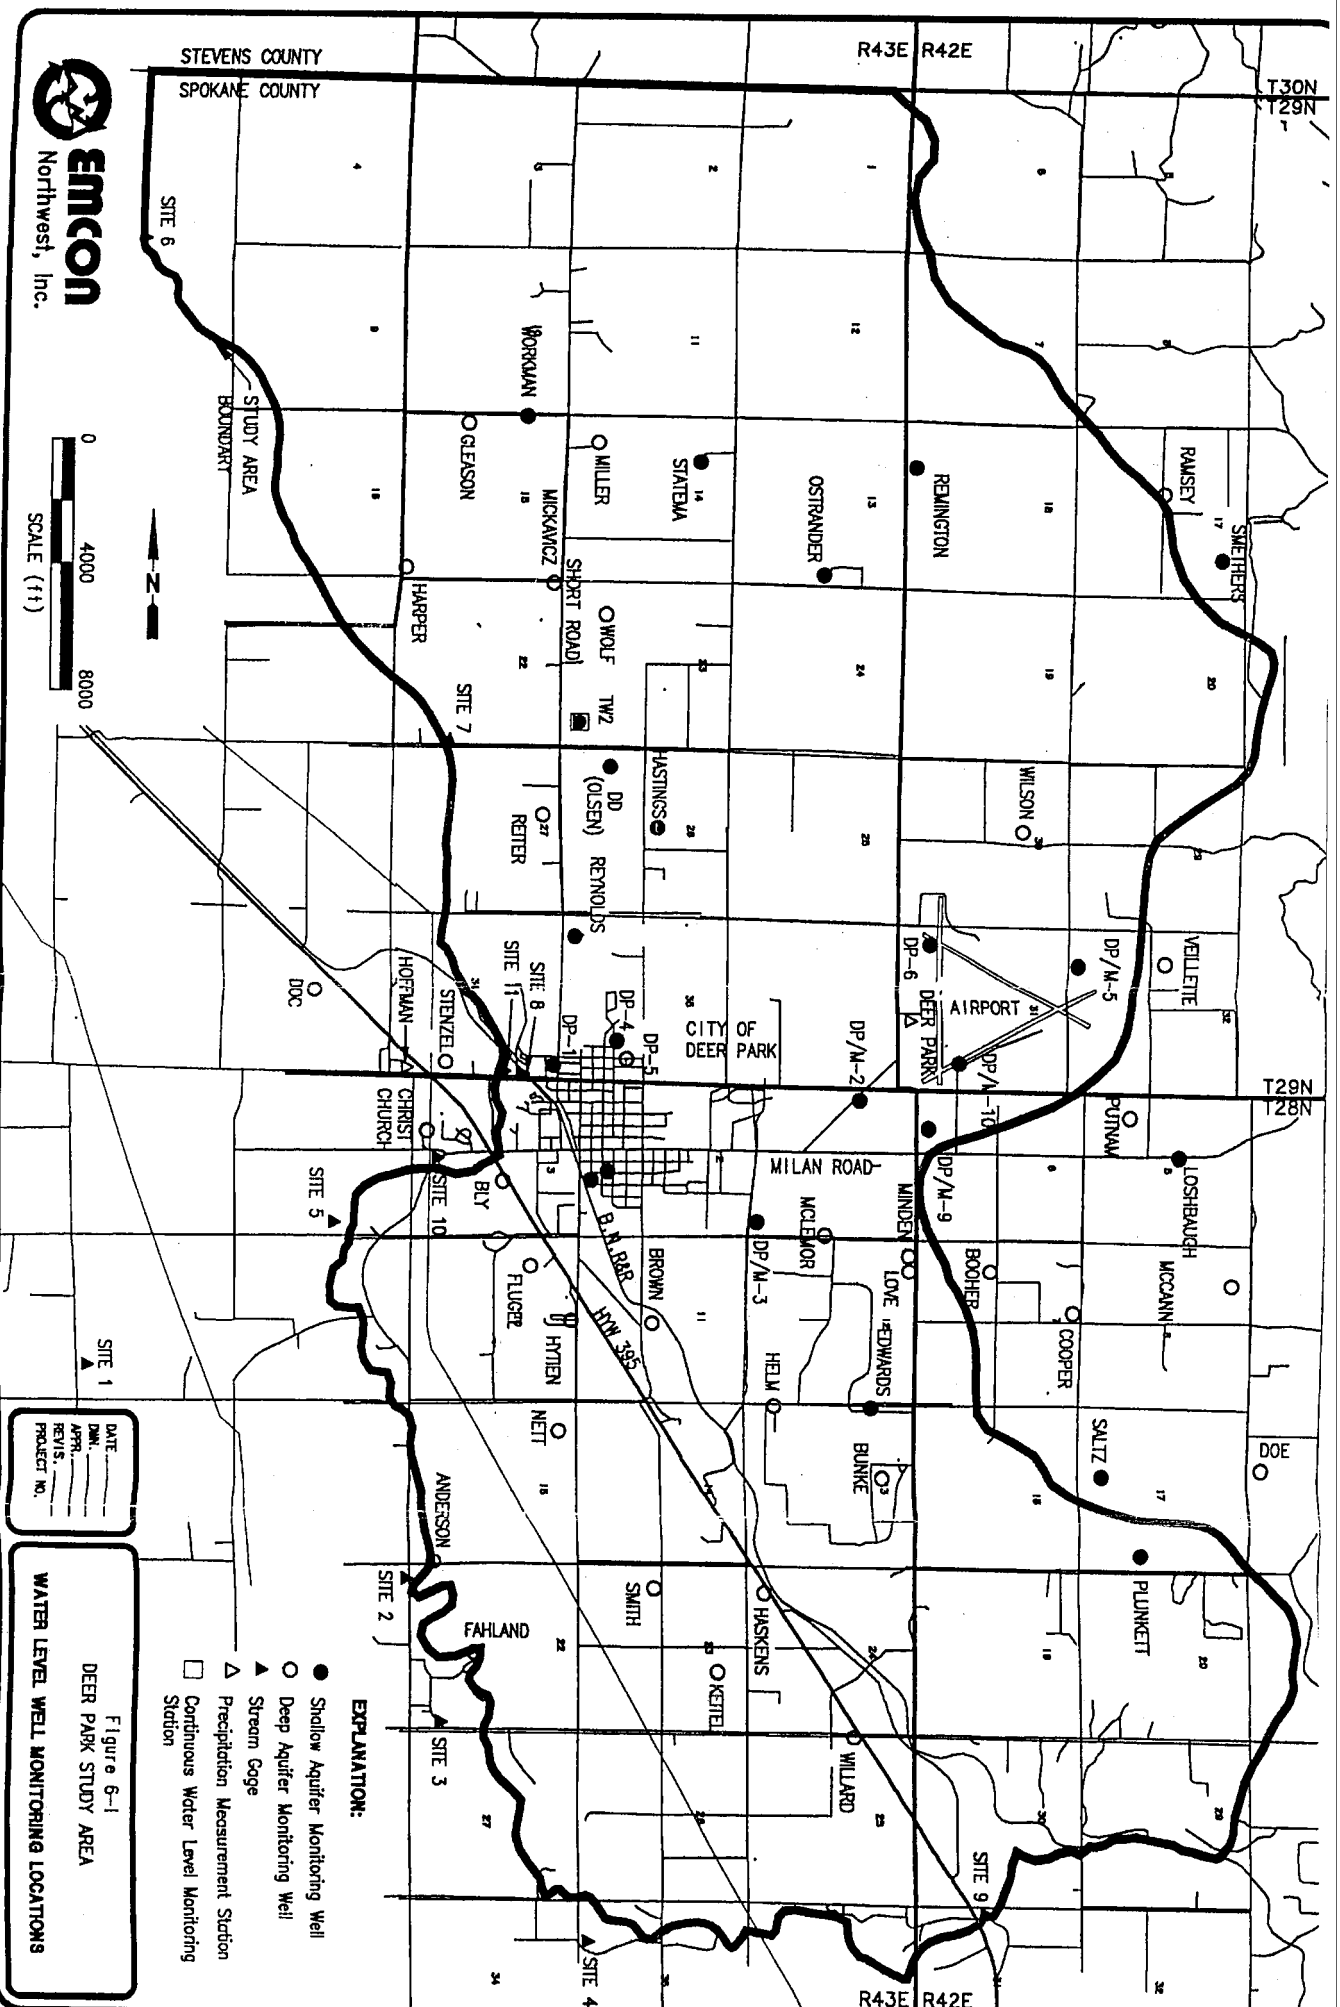 STEVENS COUNTY
SPOKANE COUNTY
R43E R42E
T30N
T29N
EMCON
Northwest, Inc.
SITE 6
STUDY AREA
BOUNDARY
0
4000
8000
SCALE (ft)
N
WORKMAN
GLEASON
MILLER
STATEMA
OSTRANDER
REMINGTON
RAMSEY
SMETHERS
MICKAVICZ
SHORT ROAD
HARPER
WOLF
TW2
SITE 7
DD
(OLSEN)
HASTINGS
REITER
REYNOLDS
WILSON
VEILLETTE
DP/M-5
DP-6
DEER PARK
AIRPORT
DP/M-10
DP/M-2
CITY OF
DEER PARK
DP-4
DP-5
DP-1
SITE 8
SITE 11
STENZEL
HOFFMAN
DOC
CHRIST
CHURCH
T29N
T28N
PUTNAM
LOSHBAUGH
MCCANN
MILAN ROAD
DP/M-9
MINDEN
LOVE
BOOHER
COOPER
MCLEMOR
DP/M-3
B.N.R&R
BROWN
HYW 395
BLY
SITE 10
SITE 5
FLUGER
HYTIEN
EDWARDS
HELM
BUNKE
SALTZ
DOE
NETT
ANDERSON
SITE 1
SITE 2
SMITH
HASKENS
PLUNKETT
FAHLAND
KEITEL
WILLARD
SITE 3
SITE 9
SITE 4
R43E R42E
EXPLANATION:
Shallow Aquifer Monitoring Well
Deep Aquifer Monitoring Well
Stream Gage
Precipitation Measurement Station
Continuous Water Level Monitoring
Station
DATE
DWN.
APPR.
REVIS.
PROJECT NO.
Figure 6-1
DEER PARK STUDY AREA
WATER LEVEL WELL MONITORING LOCATIONS